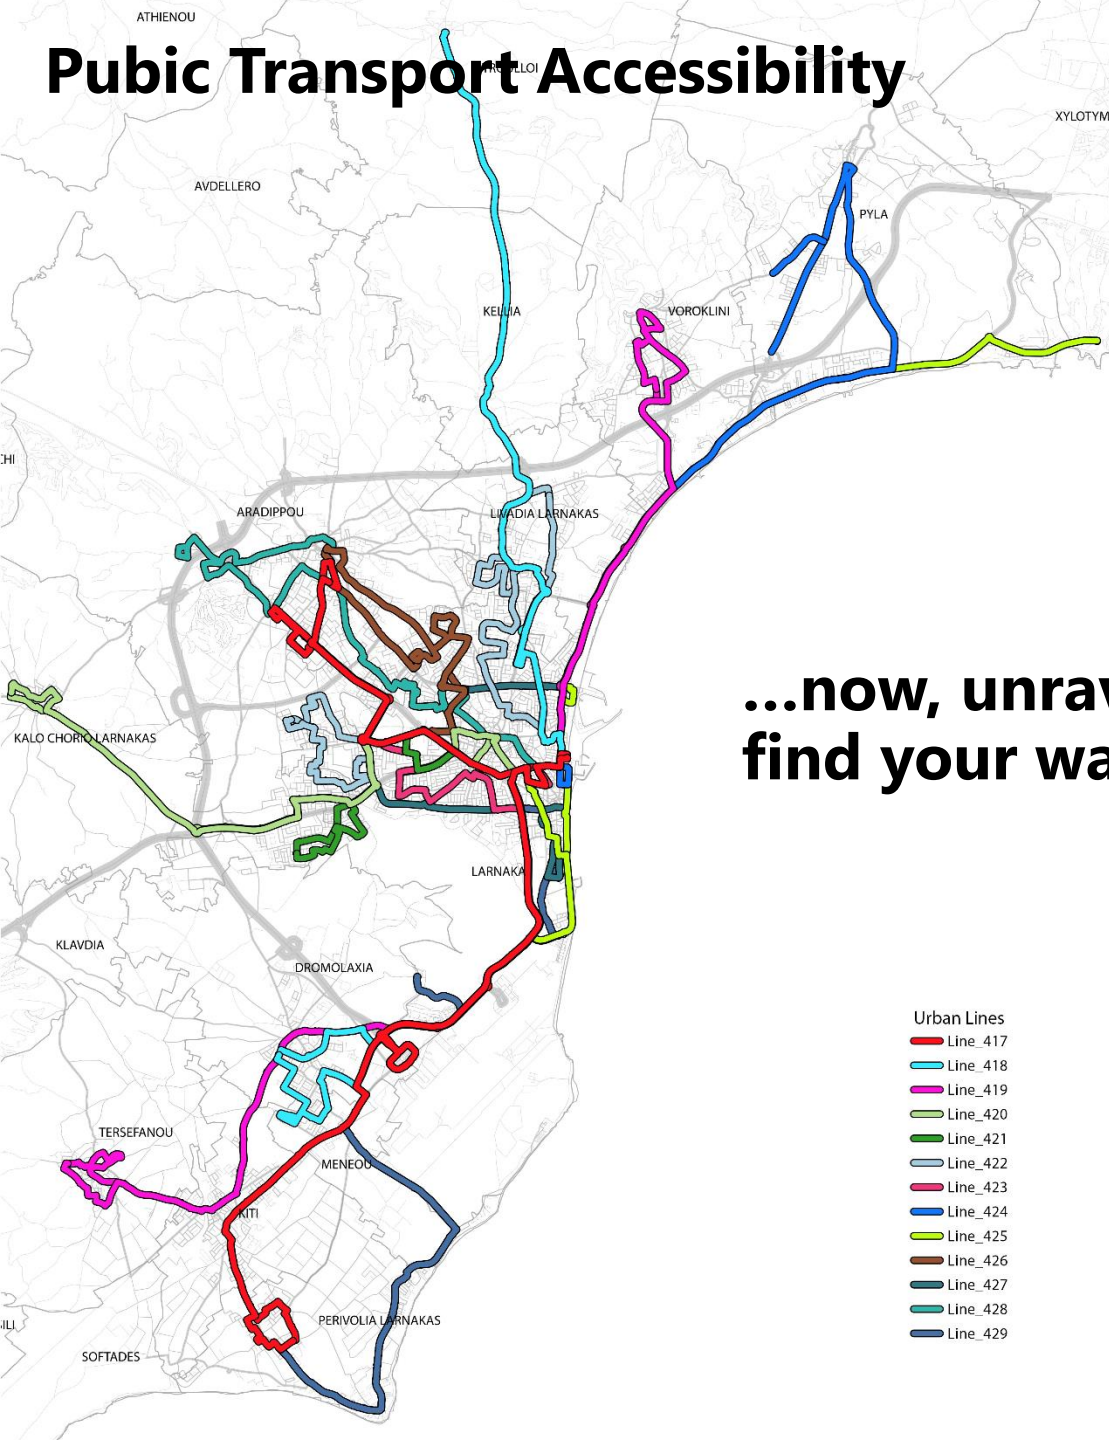 ATHIENOU
Pubic Transport Accessibility
XYLOTYM
AVDELLERO
PYLA
KELLIA
VOROKLINI
CHI
ARADIPPOU
LIVADIA LARNAKAS
...now, unrav
find your wa
KALO CHORIO LARNAKAS
LARNAKA
KLAVDIA
DROMOLAXIA
Urban Lines
Line_417
Line_418
Line_419
Line_420
Line_421
Line_422
Line_423
Line_424
Line_425
Line_426
Line_427
Line_428
Line_429
TERSEFANOU
MENEOU
KITI
PERIVOLIA LARNAKAS
SOFTADES